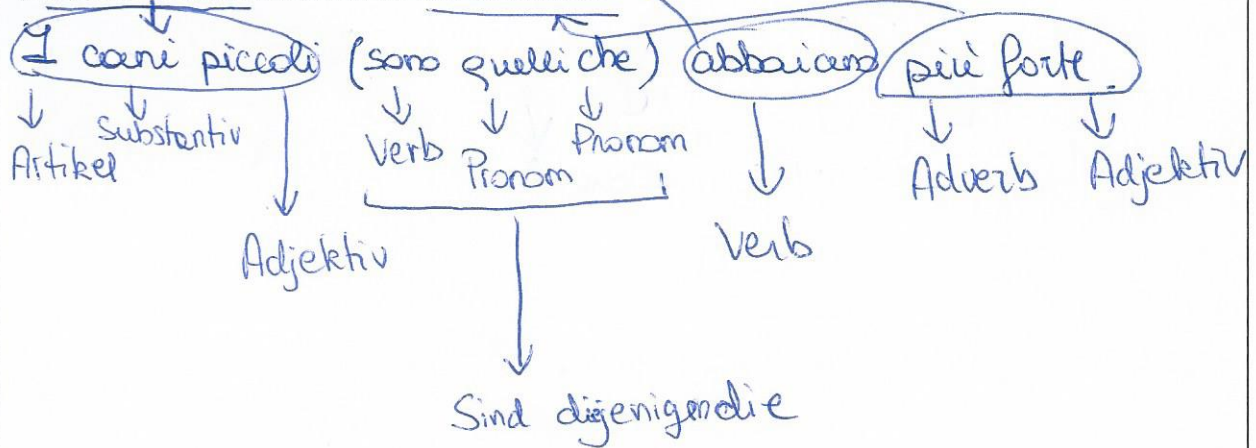 I cani piccoli (sono quelli che) abbaiano più forte.
Artikel Substantiv Verb Pronom Pronom Adverb Adjektiv
Adjektiv Verb
Sind diejenigendie